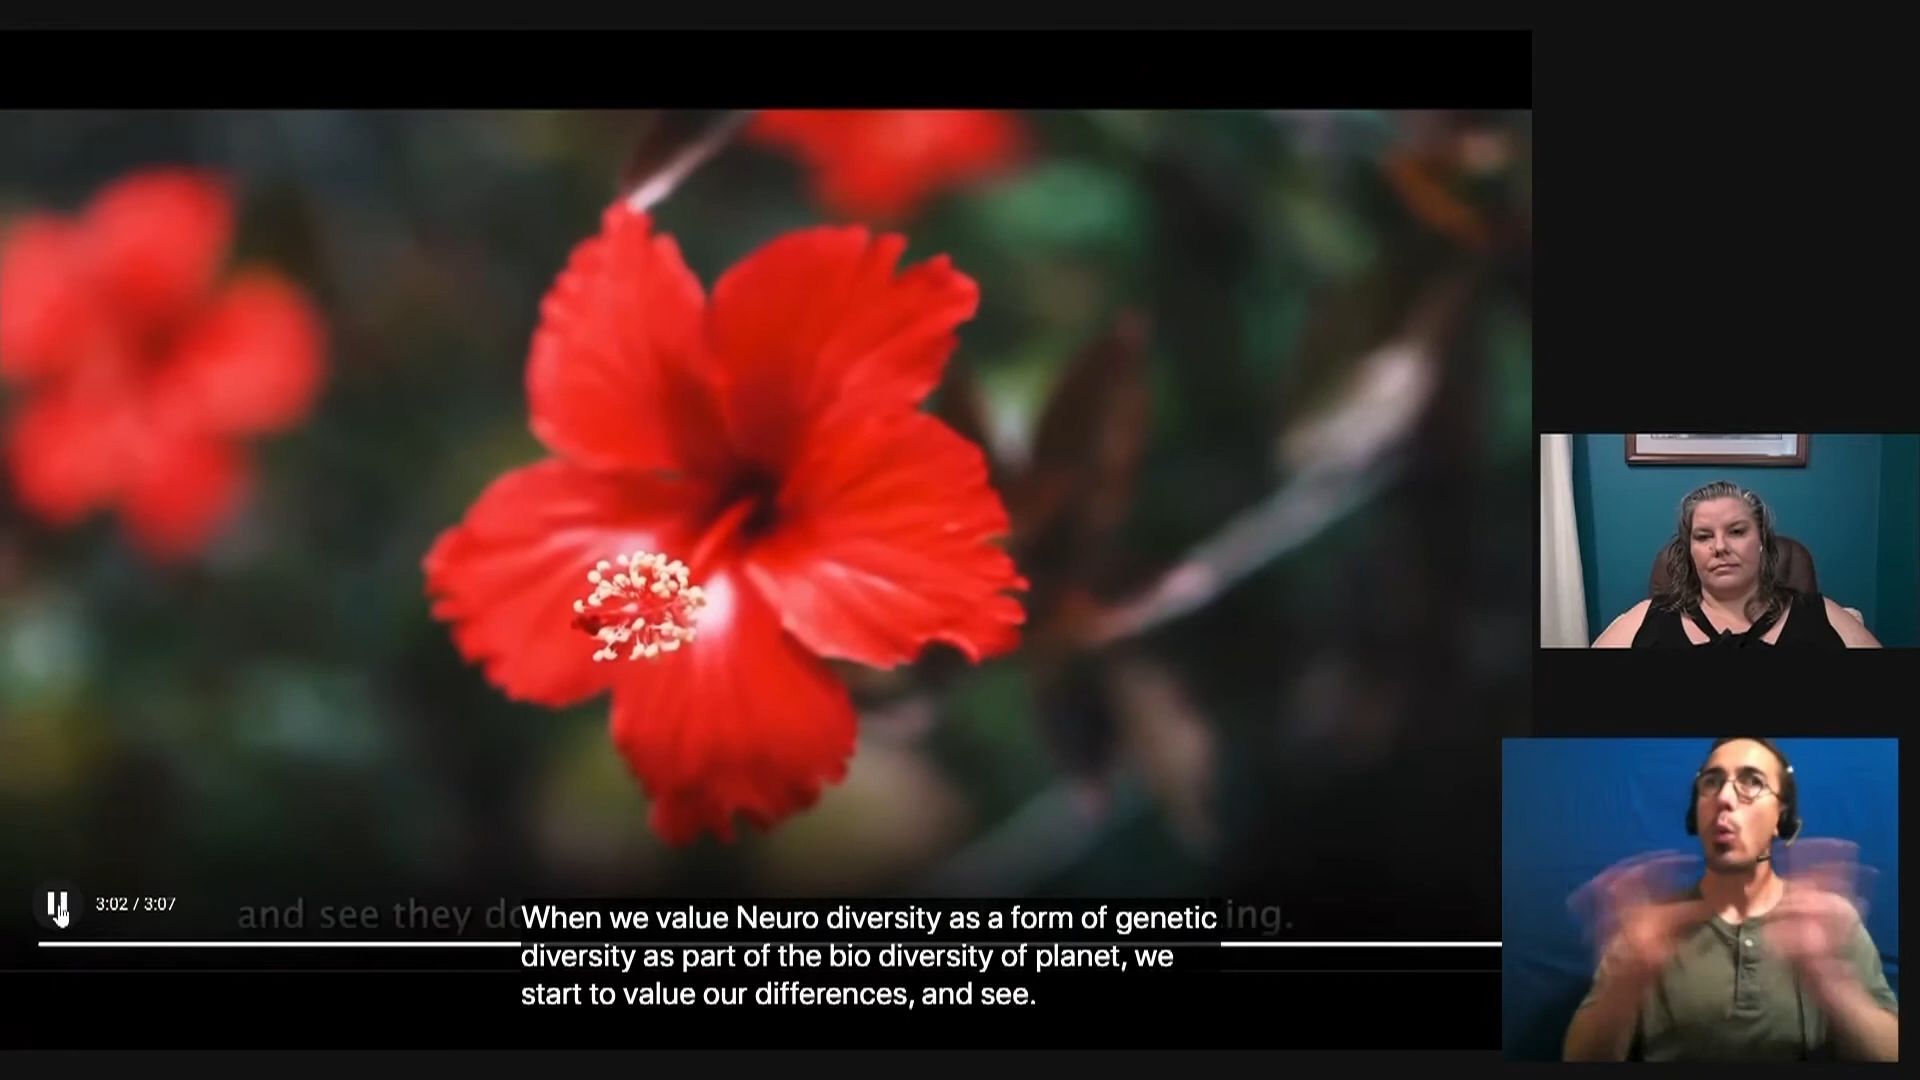 3:02 / 3:07
and see they do
ing.
When we value Neuro diversity as a form of genetic
diversity as part of the bio diversity of planet, we
start to value our differences, and see.